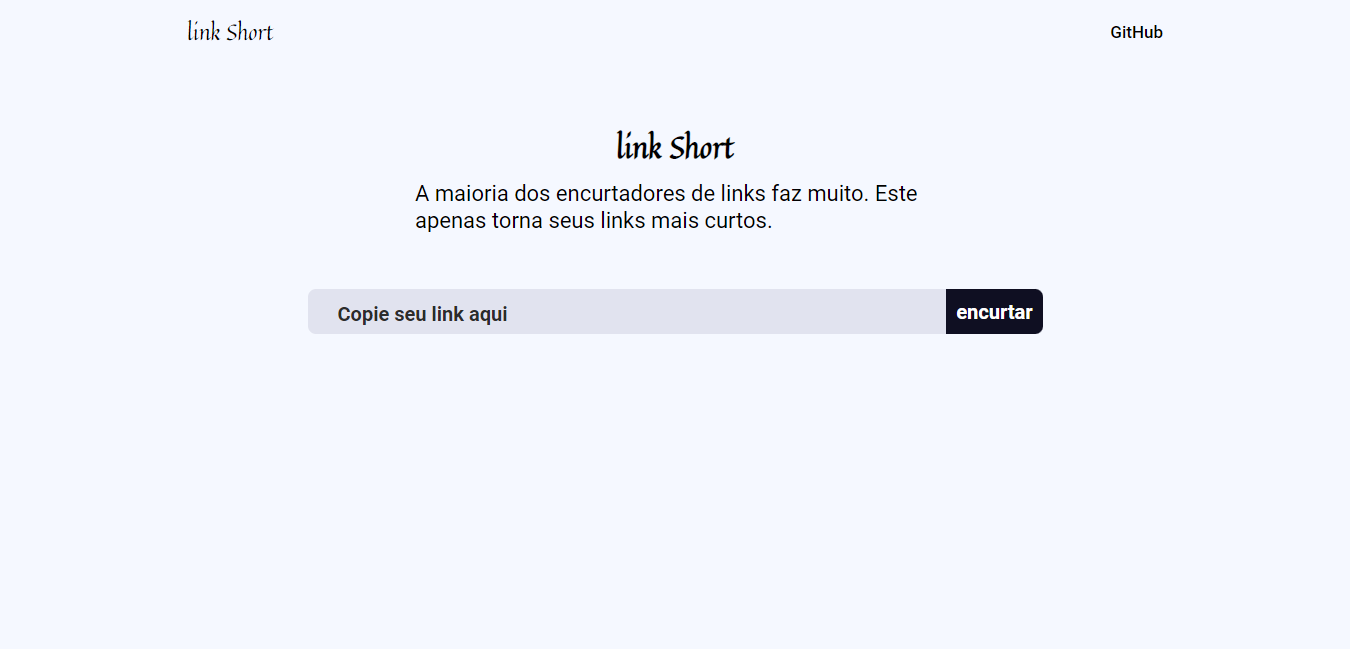 link Short
GitHub
link Short
A maioria dos encurtadores de links faz muito. Este
apenas torna seus links mais curtos.
Copie seu link aqui
encurtar